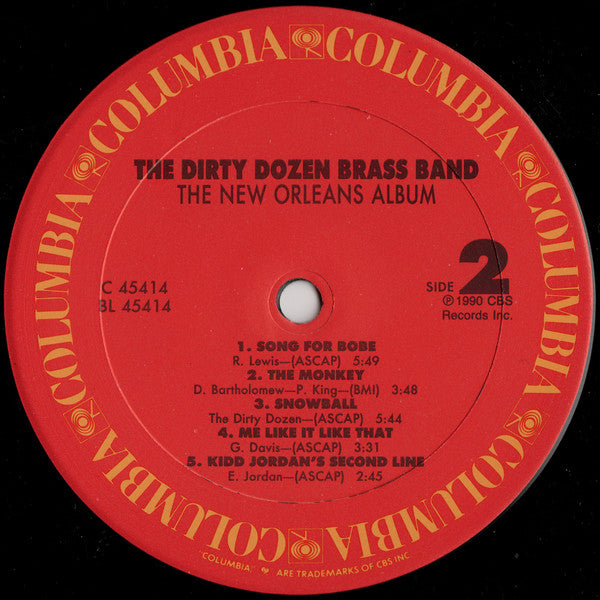 COLUMBIA COLUMBIA COLUMBIA COLUMBIA COLUMBIA COLUMBIA COLUMBIA COLUMBIA
THE DIRTY DOZEN BRASS BAND
THE NEW ORLEANS ALBUM
C 45414
BL 45414
SIDE 2
℗ 1990 CBS
Records Inc.
1. SONG FOR BOBE
R. Lewis—(ASCAP) 5:49
2. THE MONKEY
D. Bartholomew—P. King—(BMI) 3:48
3. SNOWBALL
The Dirty Dozen—(ASCAP) 5:44
4. ME LIKE IT LIKE THAT
G. Davis—(ASCAP) 3:31
5. KIDD JORDAN'S SECOND LINE
E. Jordan—(ASCAP) 2:45
"COLUMBIA," ARE TRADEMARKS OF CBS INC